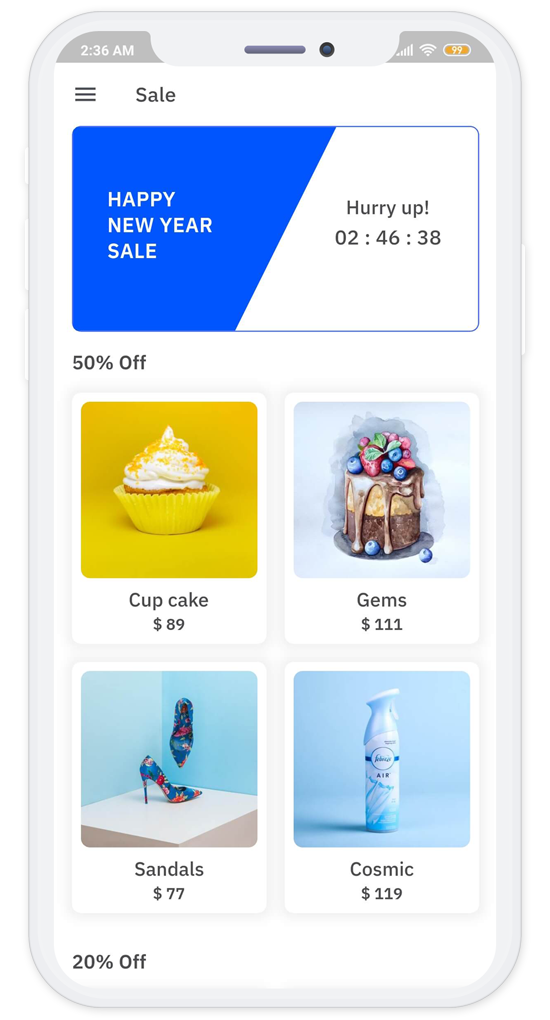 2:36 AM
99
Sale
HAPPY
NEW YEAR
SALE
Hurry up!
02 : 46 : 38
50% Off
Cup cake
$ 89
Gems
$ 111
febreze
AIR
Sandals
$ 77
Cosmic
$ 119
20% Off